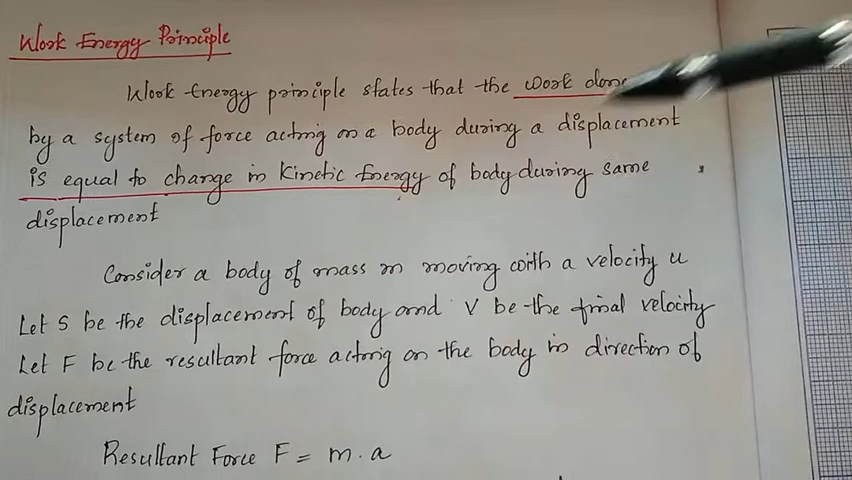 Work Energy Principle
Work Energy principle states that the work done
by a system of force acting on a body during a displacement
is equal to change in Kinetic Energy of body during same
displacement
Consider a body of mass m moving with a velocity u
Let S be the displacement of body and V be the final velocity
Let F be the resultant force acting on the body in direction of
displacement
Resultant Force F = m.a